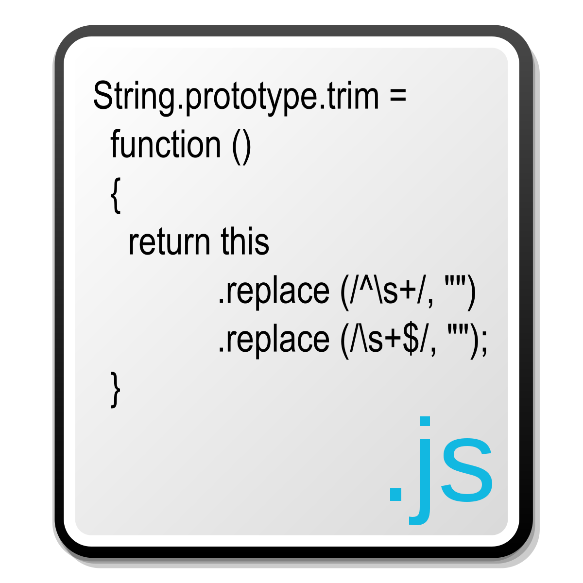 String.prototype.trim =
function ()
{
return this
.replace (/^\s+/, "")
.replace (/\s+$/, "");
}
.js